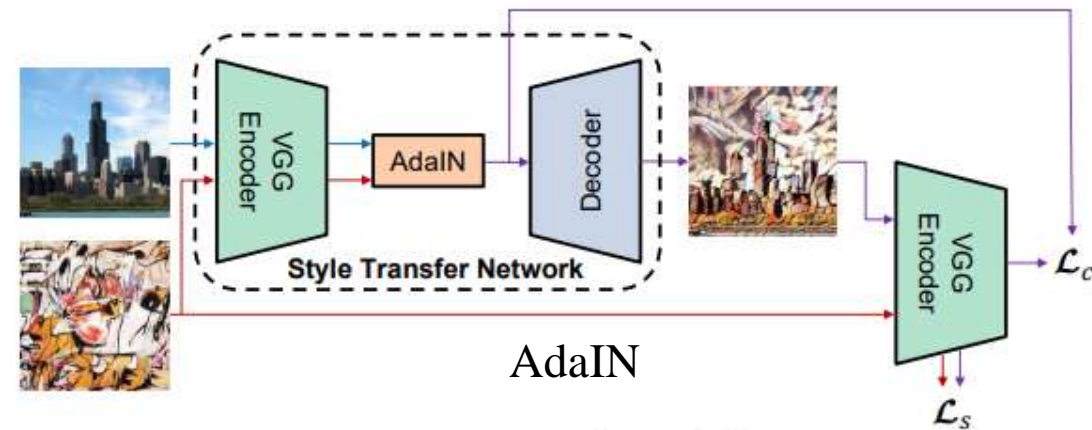 VGG
Encoder
AdaIN
Decoder
Style Transfer Network
VGG
Encoder
ℒc
ℒs
AdaIN